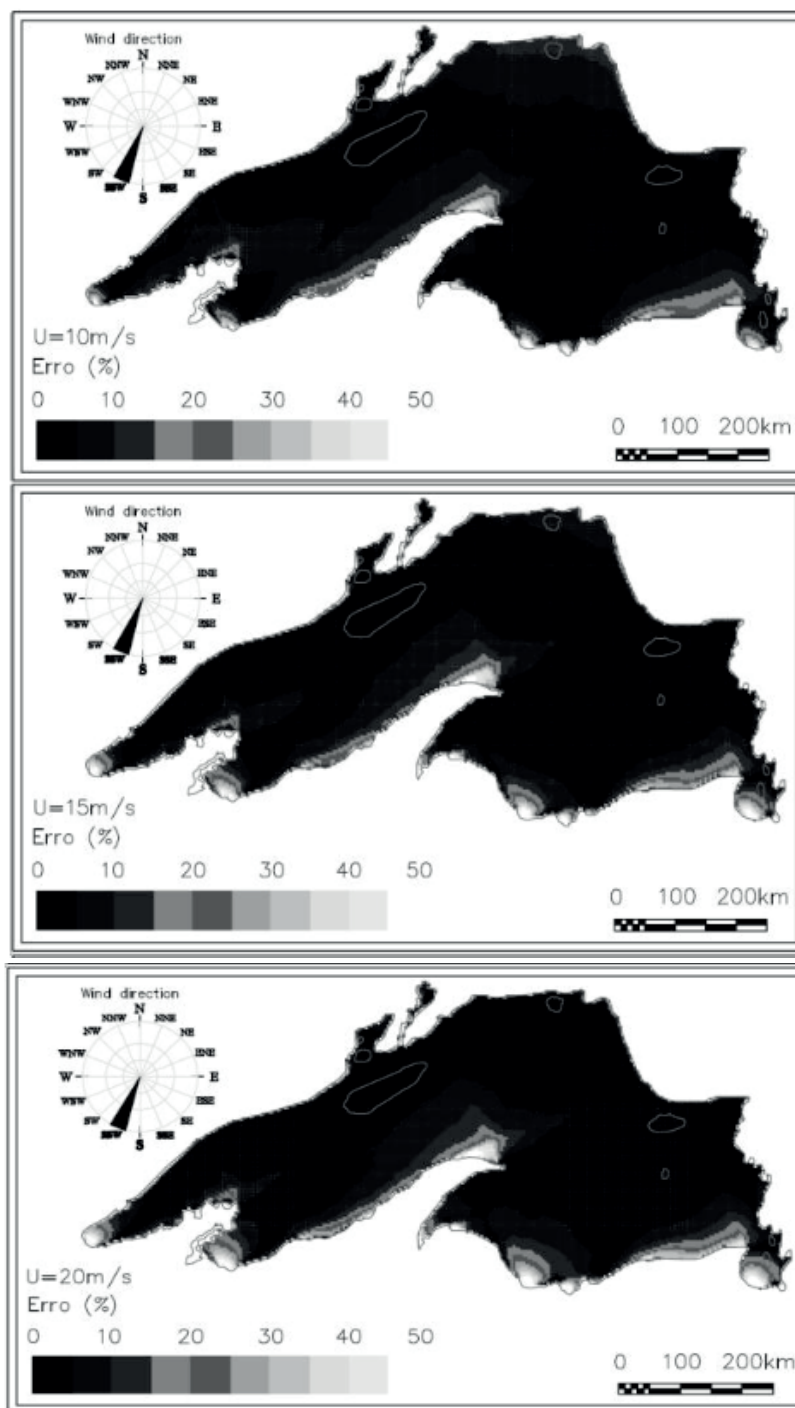 Wind direction
N
NNW NNE
NW NE
WNW ENE
W E
WSW ESE
SW SE
SSW SSE
S
U=10m/s
Erro (%)
0 10 20 30 40 50
0 100 200km
Wind direction
N
NNW NNE
NW NE
WNW ENE
W E
WSW ESE
SW SE
SSW SSE
S
U=15m/s
Erro (%)
0 10 20 30 40 50
0 100 200km
Wind direction
N
NNW NNE
NW NE
WNW ENE
W E
WSW ESE
SW SE
SSW SSE
S
U=20m/s
Erro (%)
0 10 20 30 40 50
0 100 200km